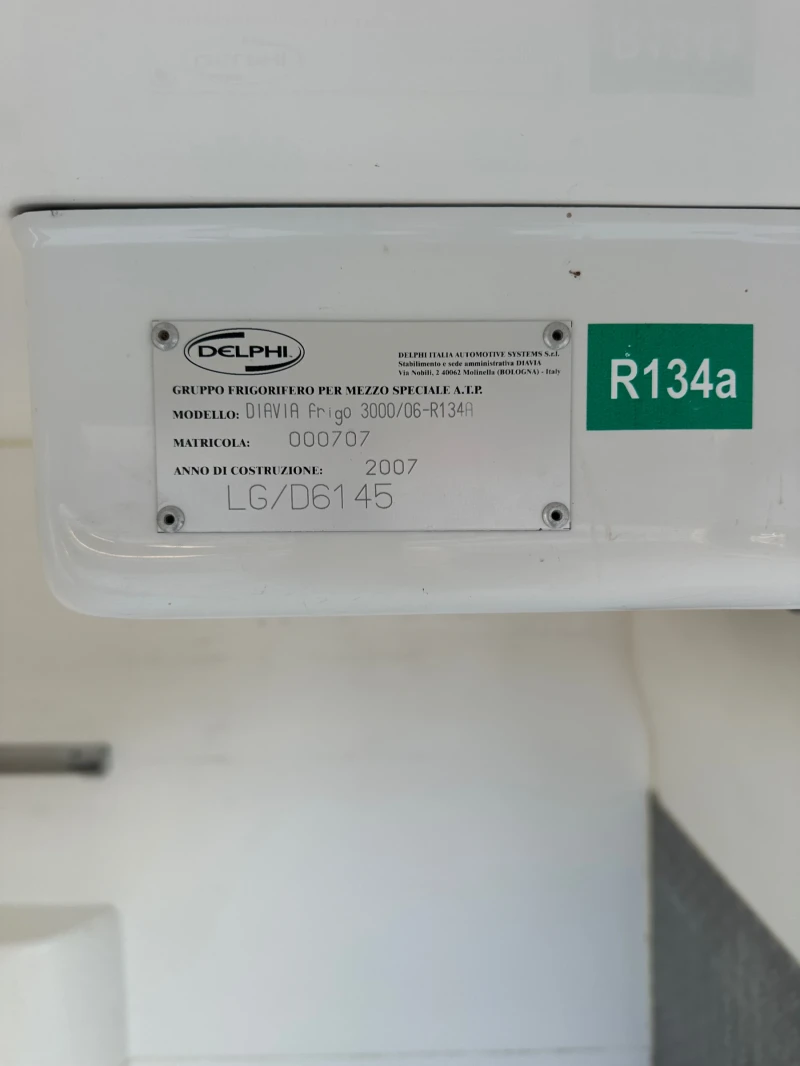 DELPHI
DELPHI ITALIA AUTOMOTIVE SYSTEMS S.r.l.
Stabilimento e sede amministrativa DIAVIA
Via Nobili, 2 40062 Molinella (BOLOGNA) - Italy
GRUPPO FRIGORIFERO PER MEZZO SPECIALE A.T.P.
MODELLO: DIAVIA Frigo 3000/06-R134A
MATRICOLA: 000707
ANNO DI COSTRUZIONE: 2007
LG/D6145
R134a